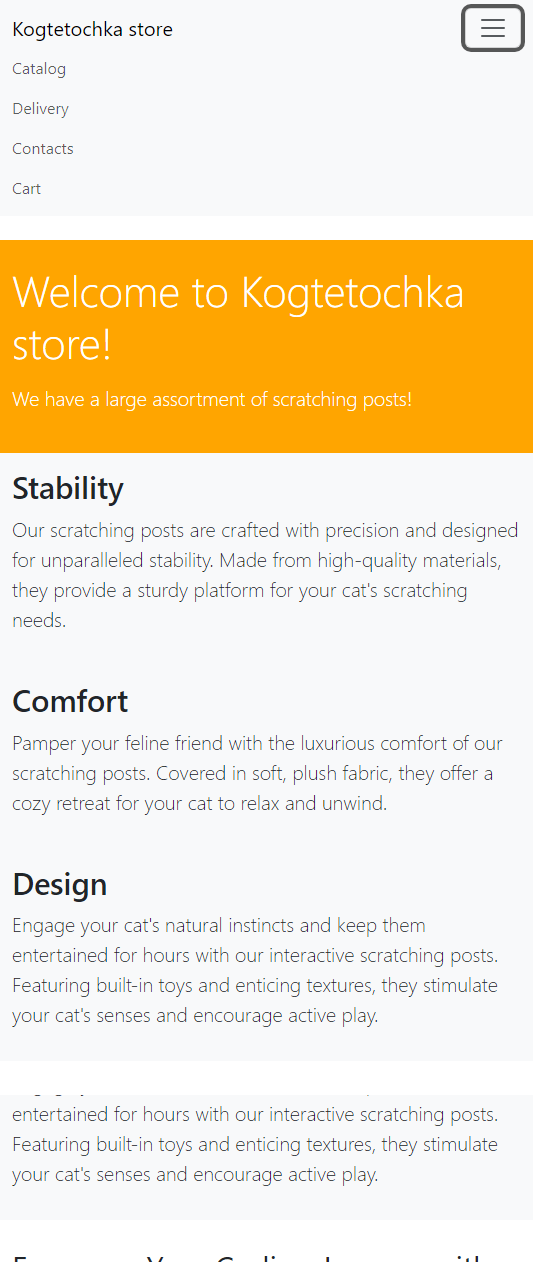 Kogtetochka store
Catalog
Delivery
Contacts
Cart
Welcome to Kogtetochka
store!
We have a large assortment of scratching posts!
Stability
Our scratching posts are crafted with precision and designed
for unparalleled stability. Made from high-quality materials,
they provide a sturdy platform for your cat's scratching
needs.
Comfort
Pamper your feline friend with the luxurious comfort of our
scratching posts. Covered in soft, plush fabric, they offer a
cozy retreat for your cat to relax and unwind.
Design
Engage your cat's natural instincts and keep them
entertained for hours with our interactive scratching posts.
Featuring built-in toys and enticing textures, they stimulate
your cat's senses and encourage active play.
entertained for hours with our interactive scratching posts.
Featuring built-in toys and enticing textures, they stimulate
your cat's senses and encourage active play.